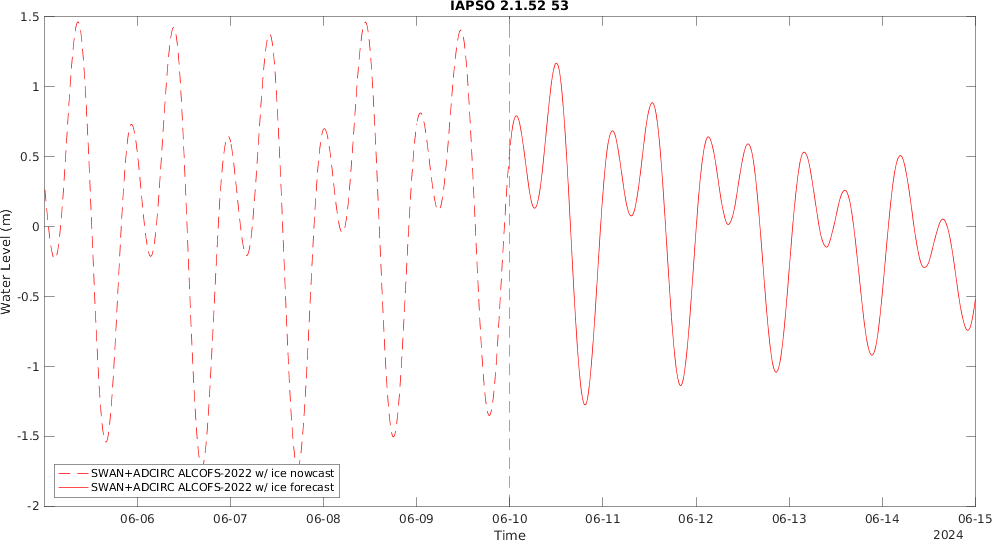 IAPSO 2.1.52 53
Water Level (m)
1.5
1
0.5
0
-0.5
-1
-1.5
-2
SWAN+ADCIRC ALCOFS-2022 w/ ice nowcast
SWAN+ADCIRC ALCOFS-2022 w/ ice forecast
06-06 06-07 06-08 06-09 06-10 06-11 06-12 06-13 06-14 06-15
Time
2024